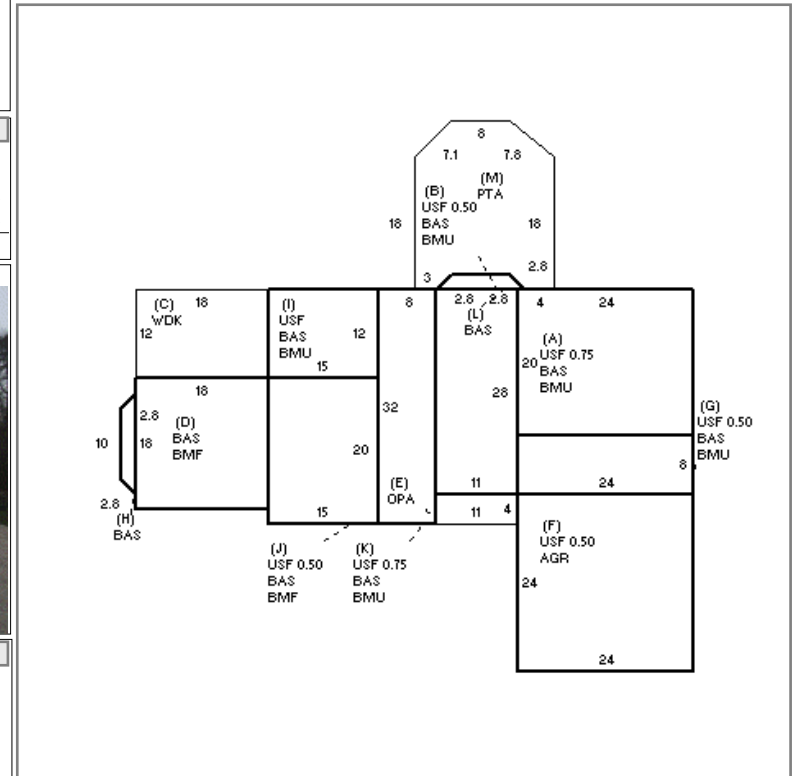 8
7.1 7.8
(M)
PTA
(B)
USF 0.50
BAS
BMU
18 18
2.8
3
(C) 18
WDK
12
(I)
USF
BAS
BMU
12
15
8
2.8 2.8
(L)
BAS
4 24
(A)
USF 0.75
BAS
BMU
20
28
32
18
2.8
(D)
BAS
BMF
10 18
20
(G)
USF 0.50
BAS
BMU
8
24
(E)
OPA
11
11 4
2.8
(H)
BAS
15
(J)
USF 0.50
BAS
BMF
(K)
USF 0.75
BAS
BMU
(F)
USF 0.50
AGR
24
24